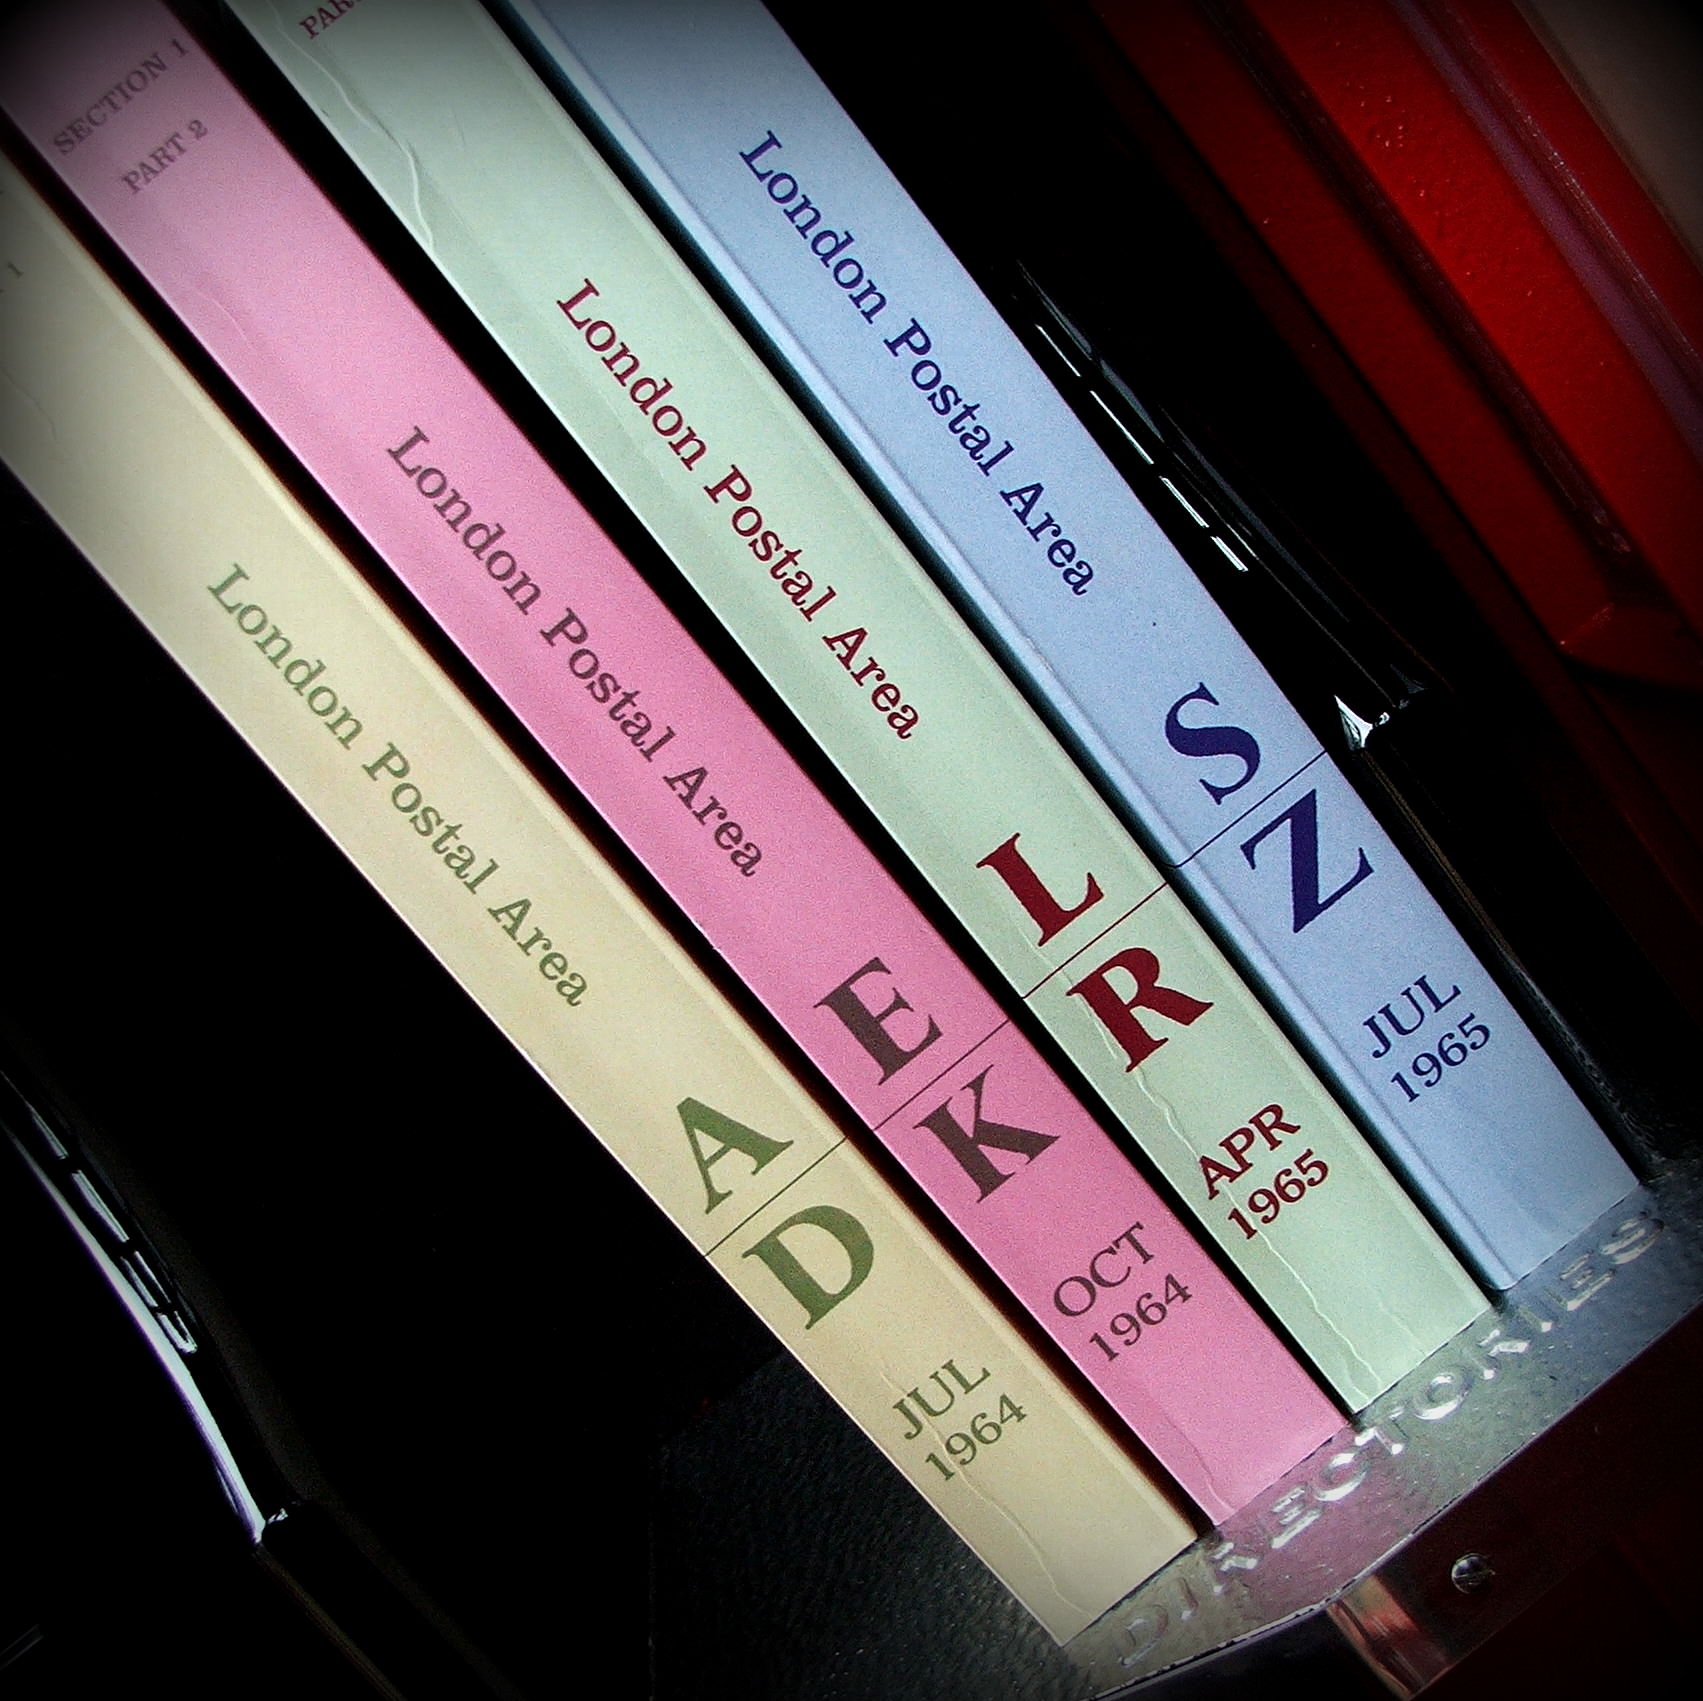 London Postal Area
A
D
JUL
1964
SECTION 1
PART 2
London Postal Area
E
K
OCT
1964
London Postal Area
L
R
APR
1965
London Postal Area
S
Z
JUL
1965
DIRECTORIES